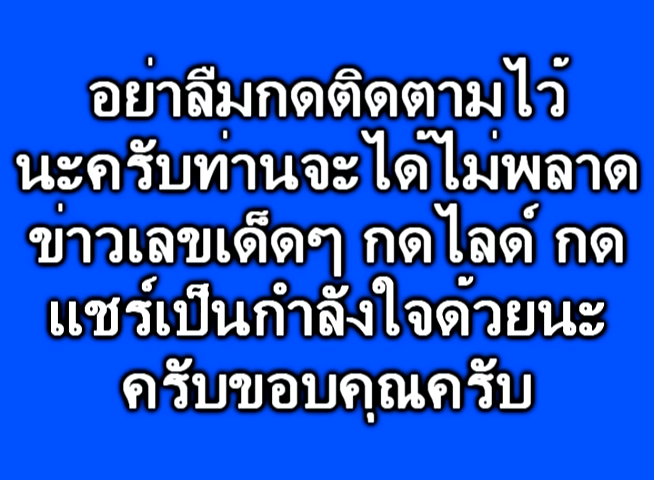 อย่าลืมกดติดตามไว้
นะครับท่านจะได้ไม่พลาด
ข่าวเลขเด็ดๆ กดไลด์ กด
แชร์เป็นกำลังใจด้วยนะ
ครับขอบคุณครับ